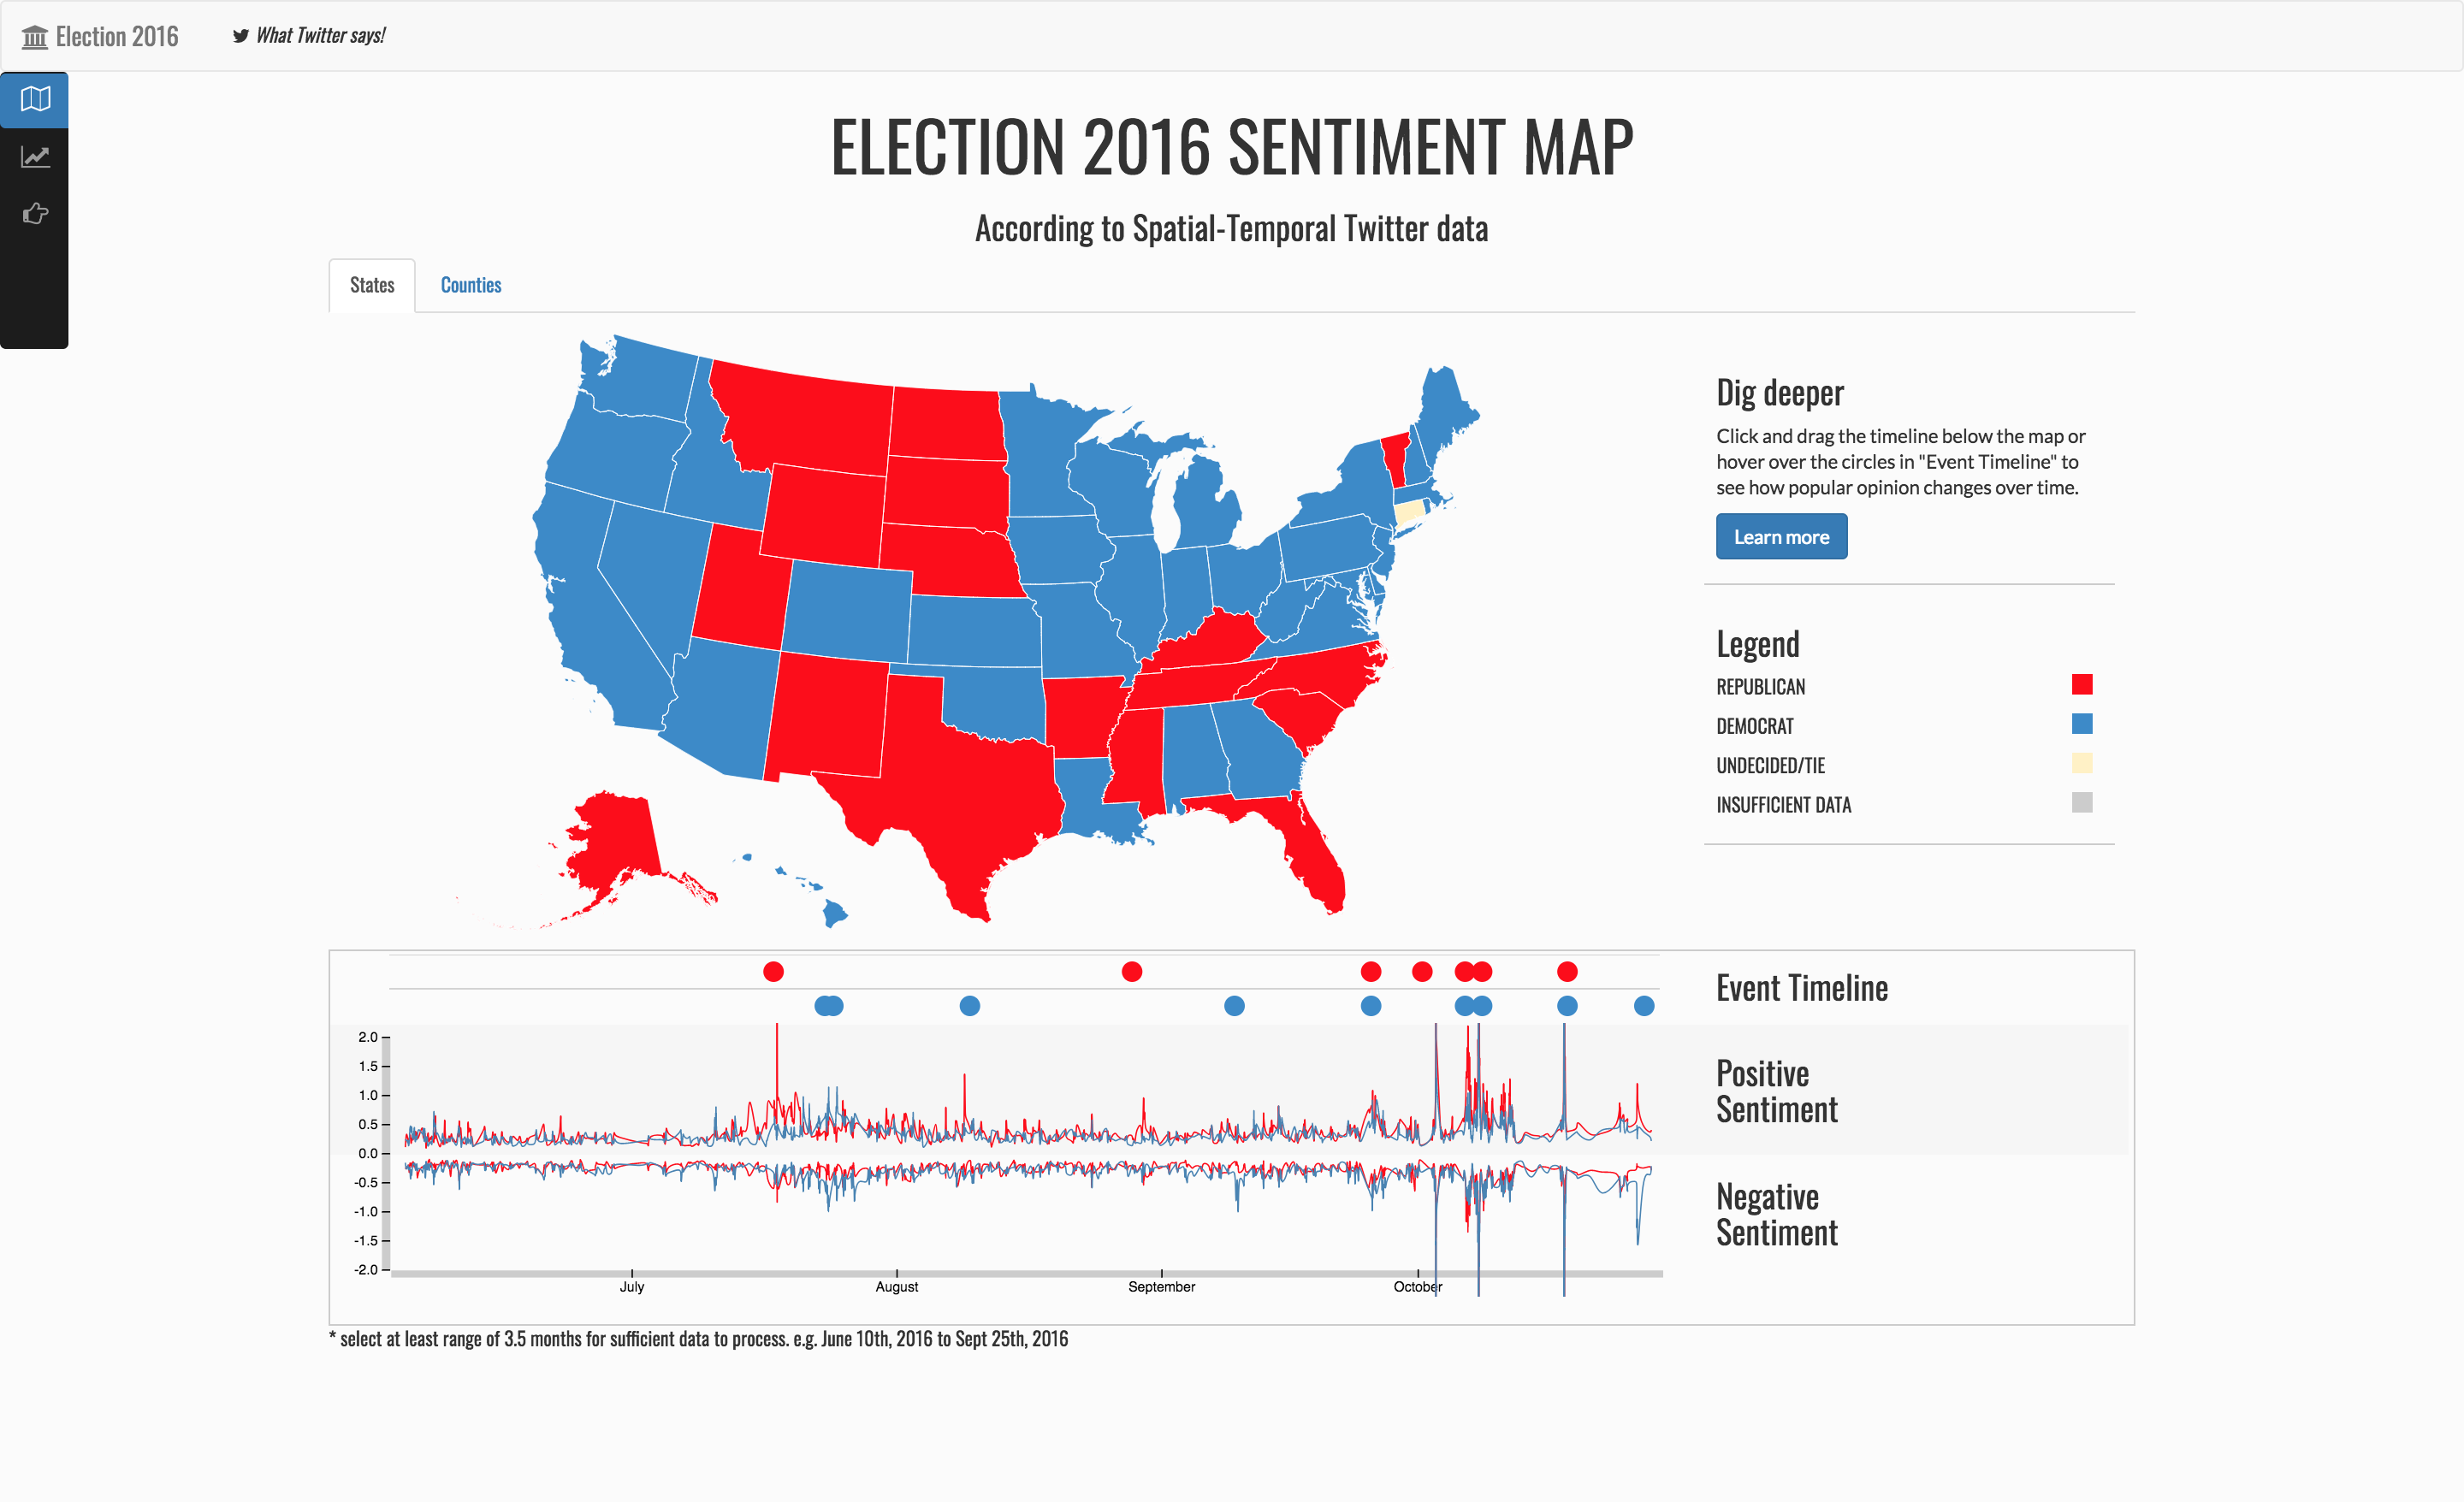 Election 2016
What Twitter says!
ELECTION 2016 SENTIMENT MAP
According to Spatial-Temporal Twitter data
States
Counties
Dig deeper
Click and drag the timeline below the map or
hover over the circles in "Event Timeline" to
see how popular opinion changes over time.
Learn more
Legend
REPUBLICAN
DEMOCRAT
UNDECIDED/TIE
INSUFFICIENT DATA
Event Timeline
Positive
Sentiment
Negative
Sentiment
2.0
1.5
1.0
0.5
0.0
-0.5
-1.0
-1.5
-2.0
July
August
September
October
* select at least range of 3.5 months for sufficient data to process. e.g. June 10th, 2016 to Sept 25th, 2016